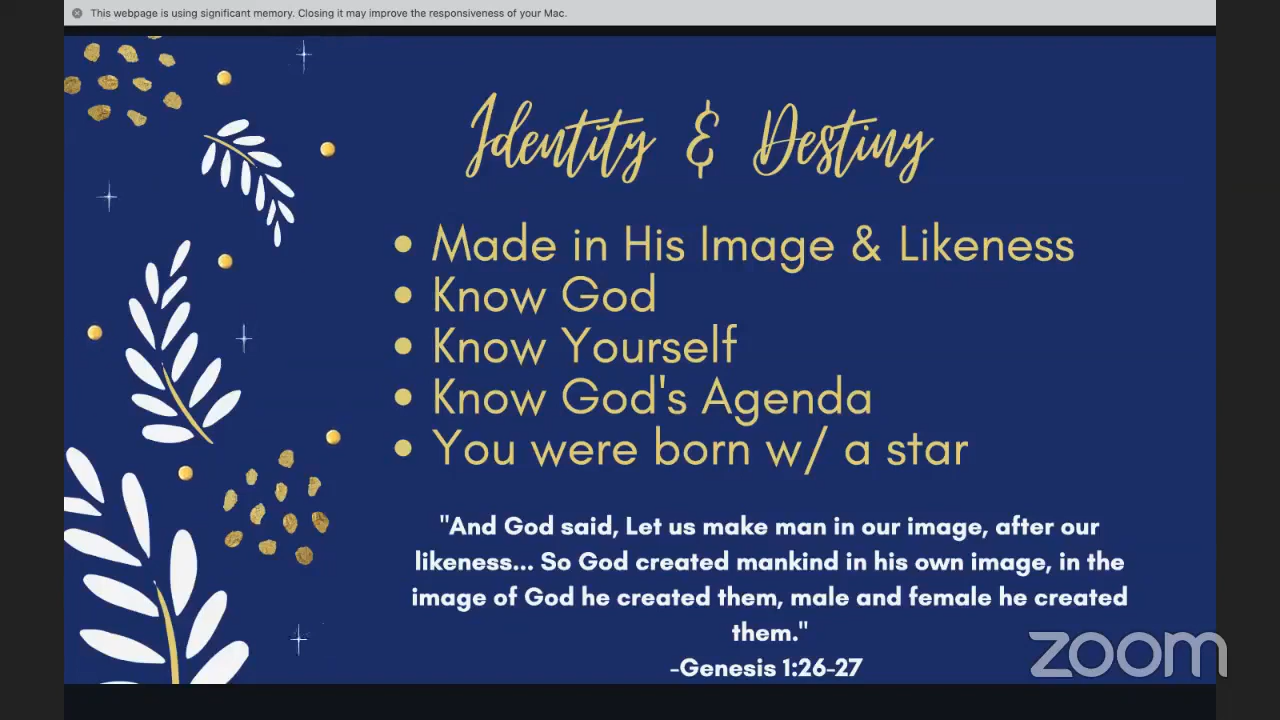 This webpage is using significant memory. Closing it may improve the responsiveness of your Mac.
Identity & Destiny
• Made in His Image & Likeness
• Know God
• Know Yourself
• Know God's Agenda
• You were born w/ a star
"And God said, Let us make man in our image, after our
likeness... So God created mankind in his own image, in the
image of God he created them, male and female he created
them."
-Genesis 1:26-27
zoom